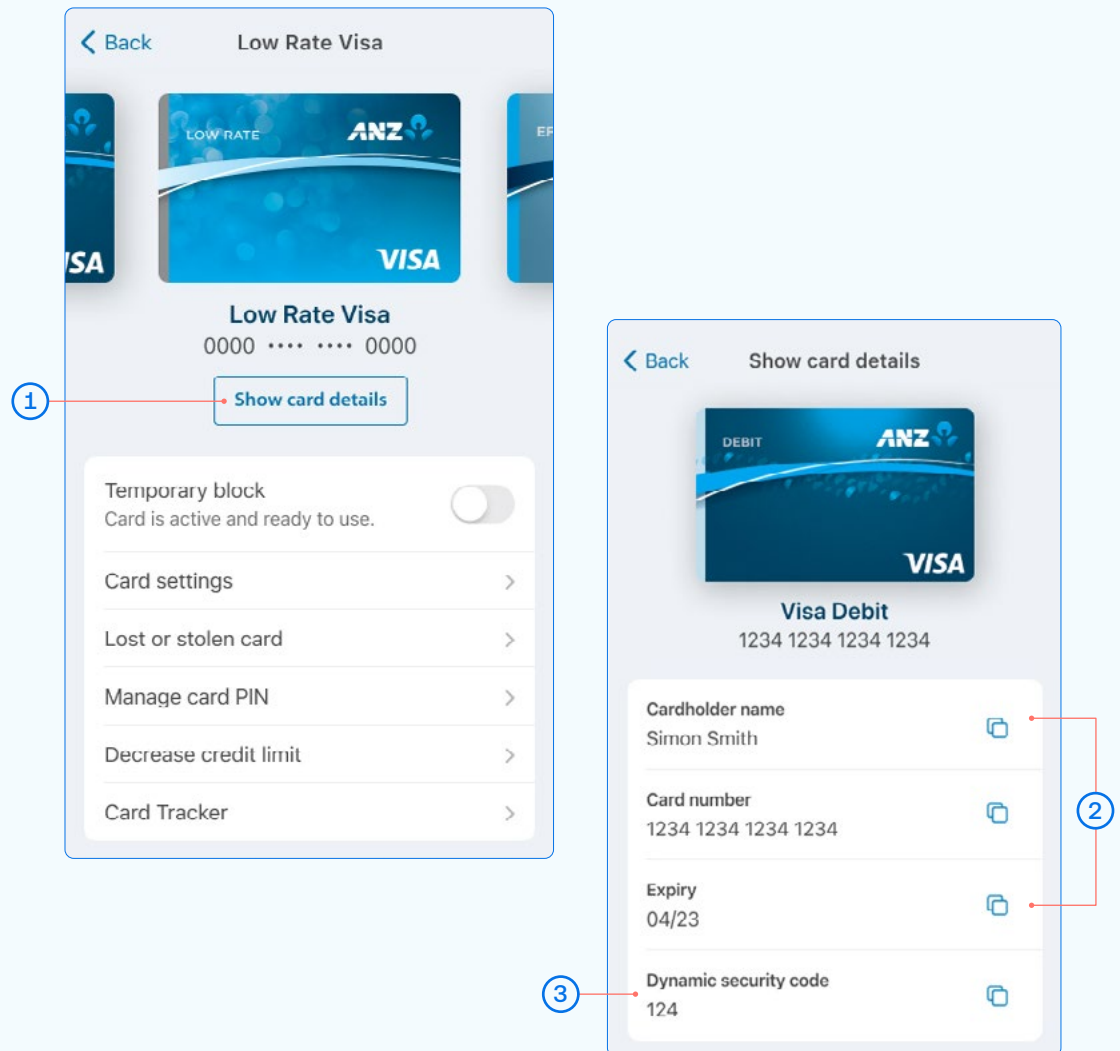 Back
Low Rate Visa
LOW RATE
ANZ
EF
ISA
VISA
Low Rate Visa
0000 •••• •••• 0000
1
Show card details
Temporary block
Card is active and ready to use.
Card settings
Lost or stolen card
Manage card PIN
Decrease credit limit
Card Tracker
Back
Show card details
DEBIT
ANZ
VISA
Visa Debit
1234 1234 1234 1234
Cardholder name
Simon Smith
Card number
1234 1234 1234 1234
2
Expiry
04/23
3
Dynamic security code
124